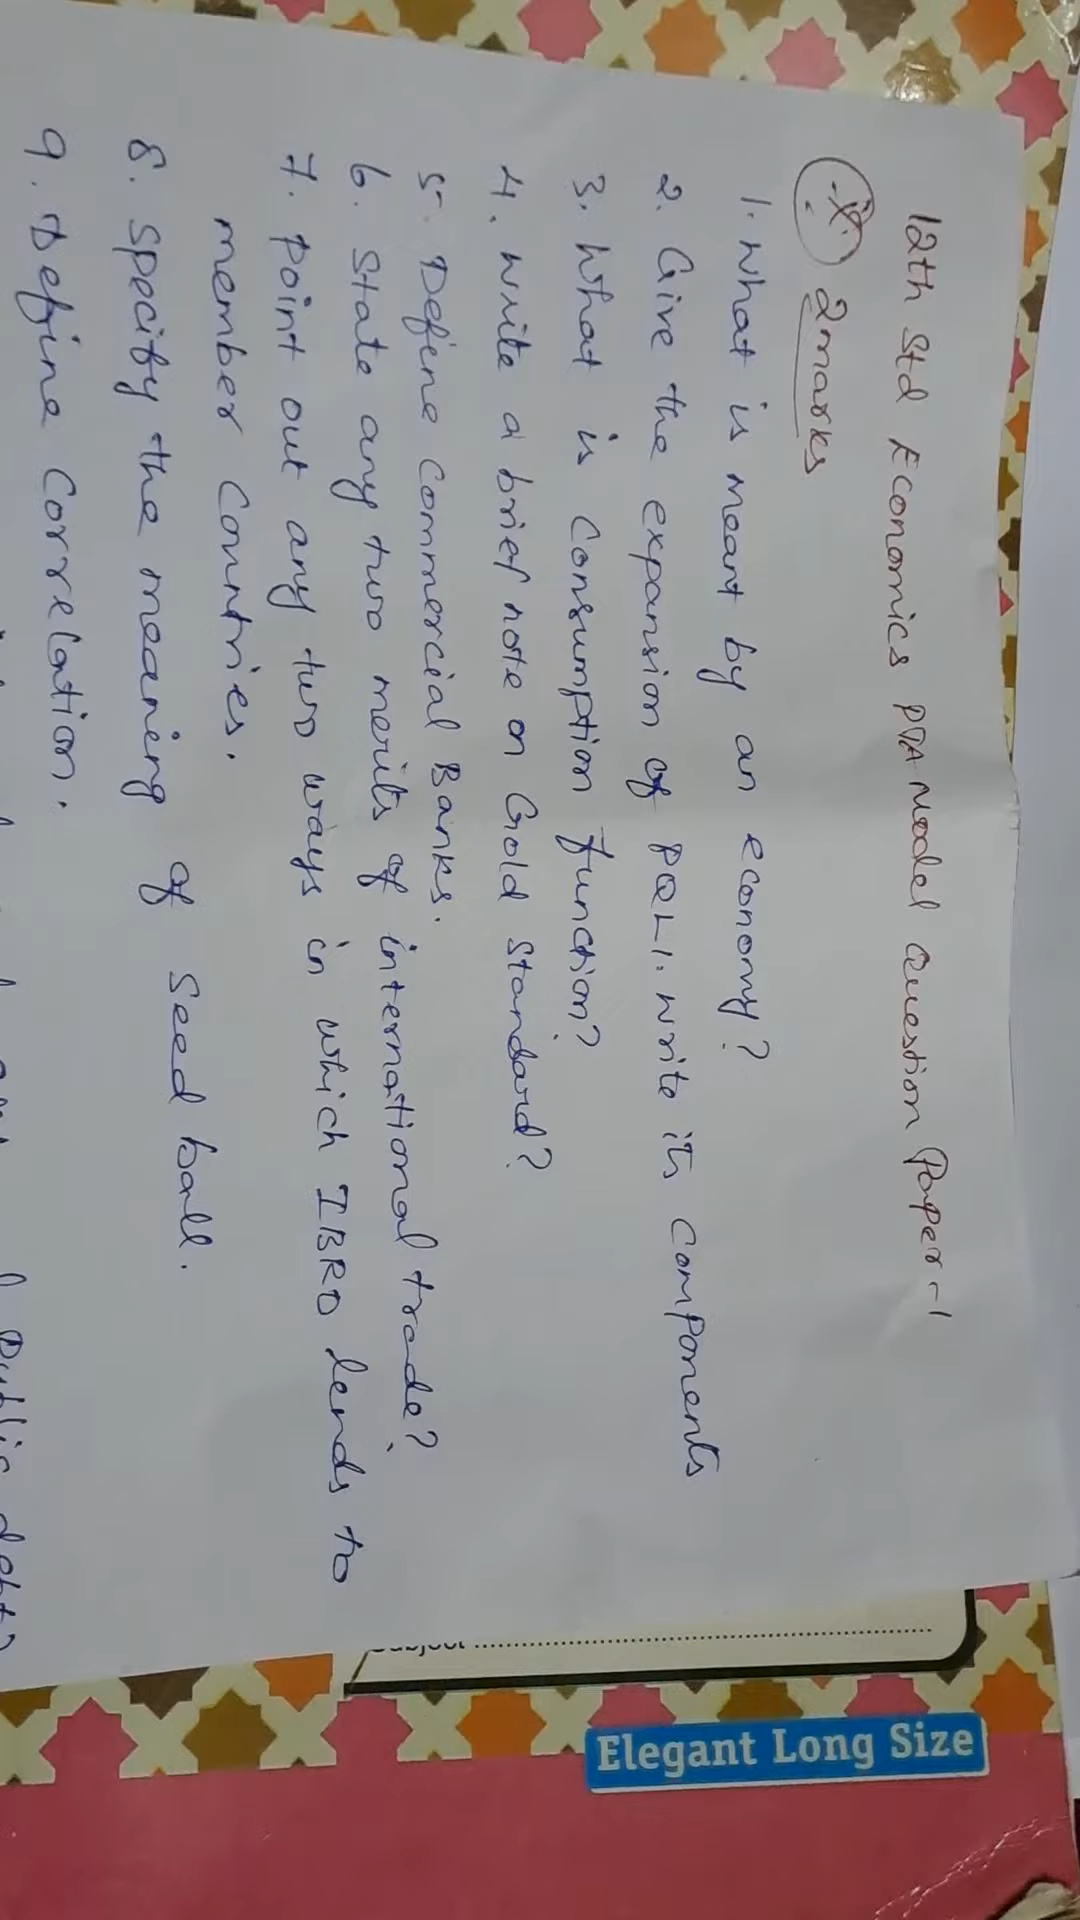 12th Std Economics PTA Model Question Paper-1
2marks
1. What is meant by an economy?
2. Give the expansion of PQLI. write its components
3. What is Consumption function?
4. Write a brief note on Gold Standard?
5. Define Commercial Banks.
6. State any two merits of international trade?
7. Point out any two ways in which IBRD lends to
member Countries.
8. Specify the meaning of Seed ball.
9. Define Correlation.
Public debt?
Subject
Elegant Long Size